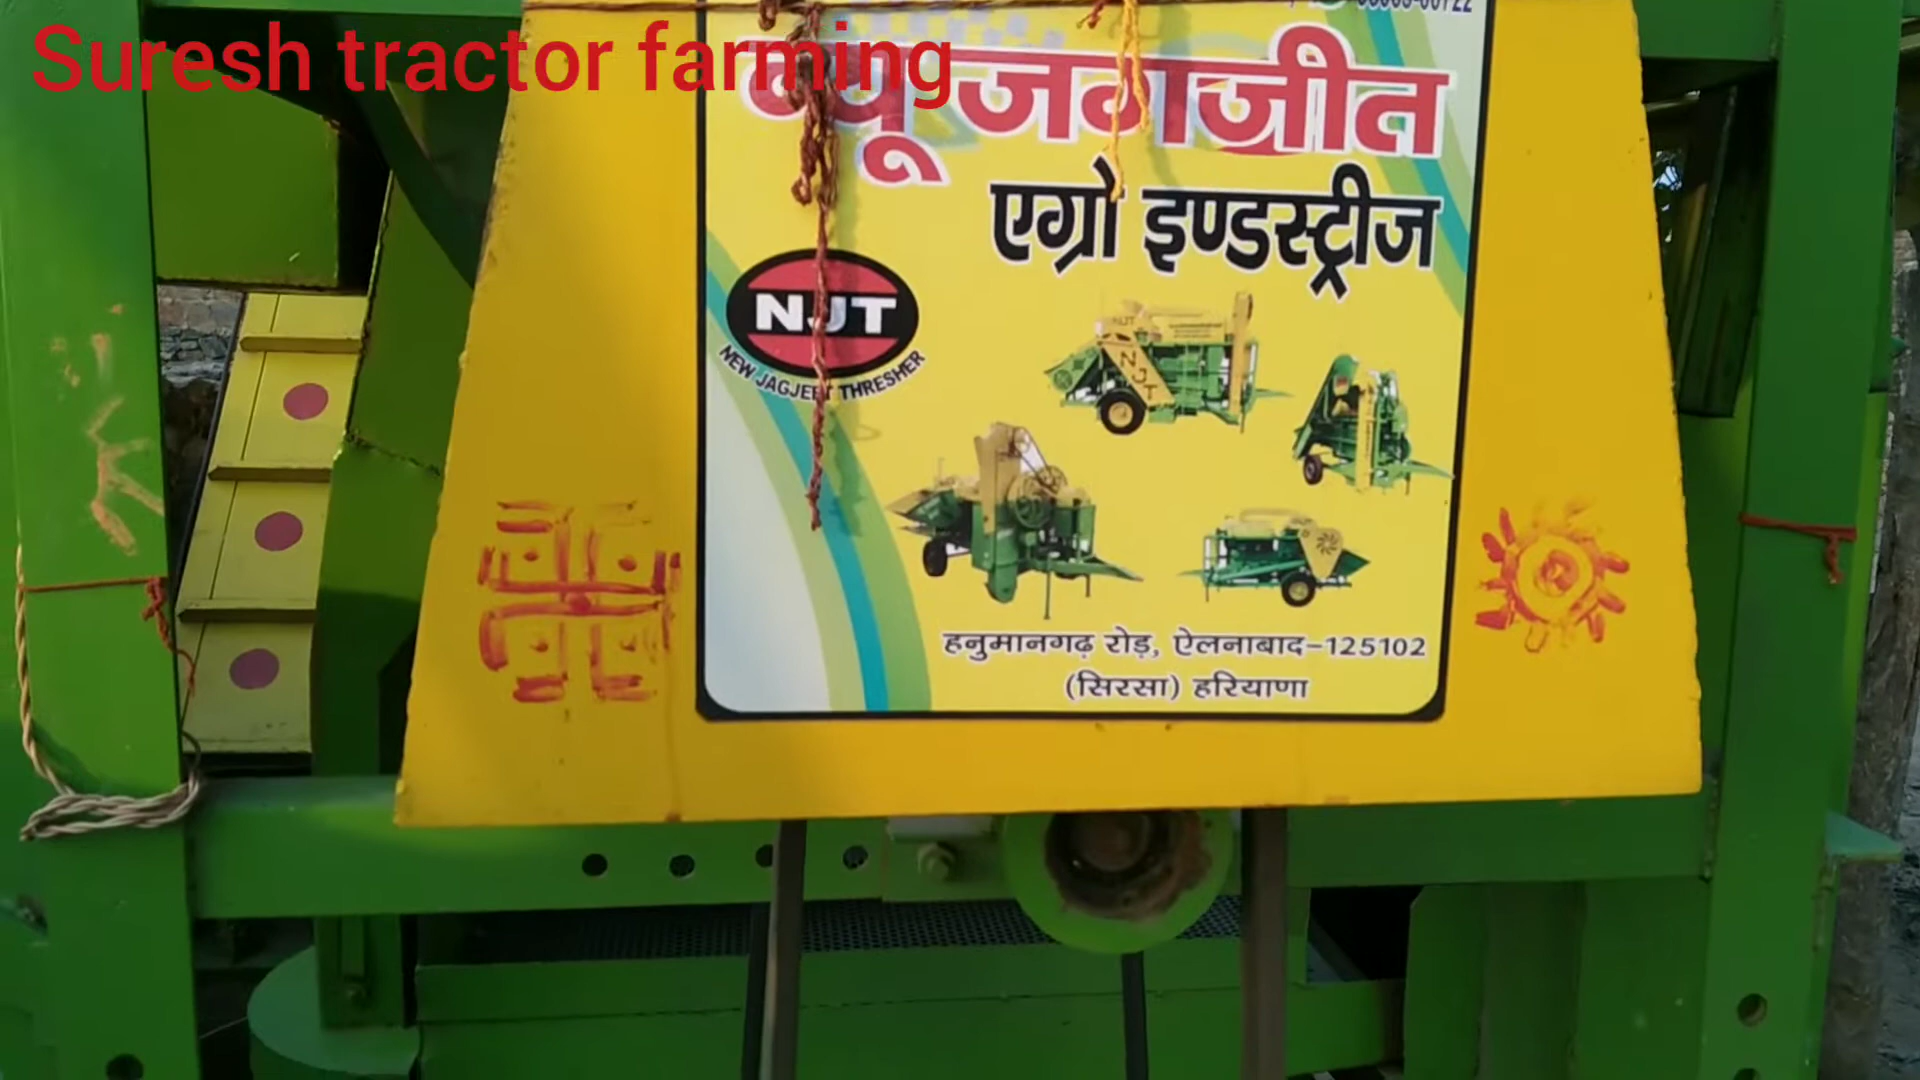 Suresh tractor farming
न्यू जगजीत
एग्रो इण्डस्ट्रीज
NJT
NEW JAGJEET THRESHER
हनुमानगढ़ रोड़, ऐलनाबाद-125102
(सिरसा) हरियाणा